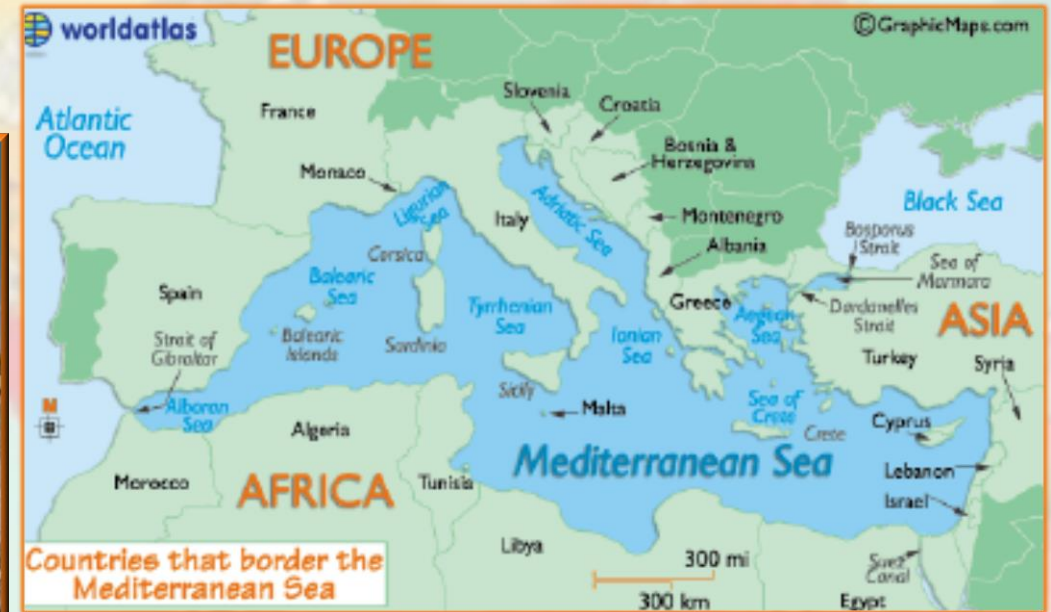 worldatlas
©GraphicMaps.com
EUROPE
Slovenia
Croatia
France
Atlantic
Ocean
Bosnia &
Herzegovina
Monaco
Ligurian
Sea
Adriatic Sea
Italy
Montenegro
Black Sea
Bosporus
Strait
Albania
Corsica
Sea of
Marmara
Balearic
Sea
Spain
Tyrrhenian
Sea
Greece
Aegean
Sea
Dardanelles
Strait
ASIA
Strait of
Gibraltar
Balearic
Islands
Sardinia
Ionian
Sea
Turkey
Syria
Sicily
Alboran
Sea
Malta
Sea of
Crete
Crete
Cyprus
Algeria
Mediterranean Sea
Lebanon
Morocco
AFRICA
Tunisia
Israel
Libya
300 mi
300 km
Suez
Canal
Egypt
Countries that border the
Mediterranean Sea